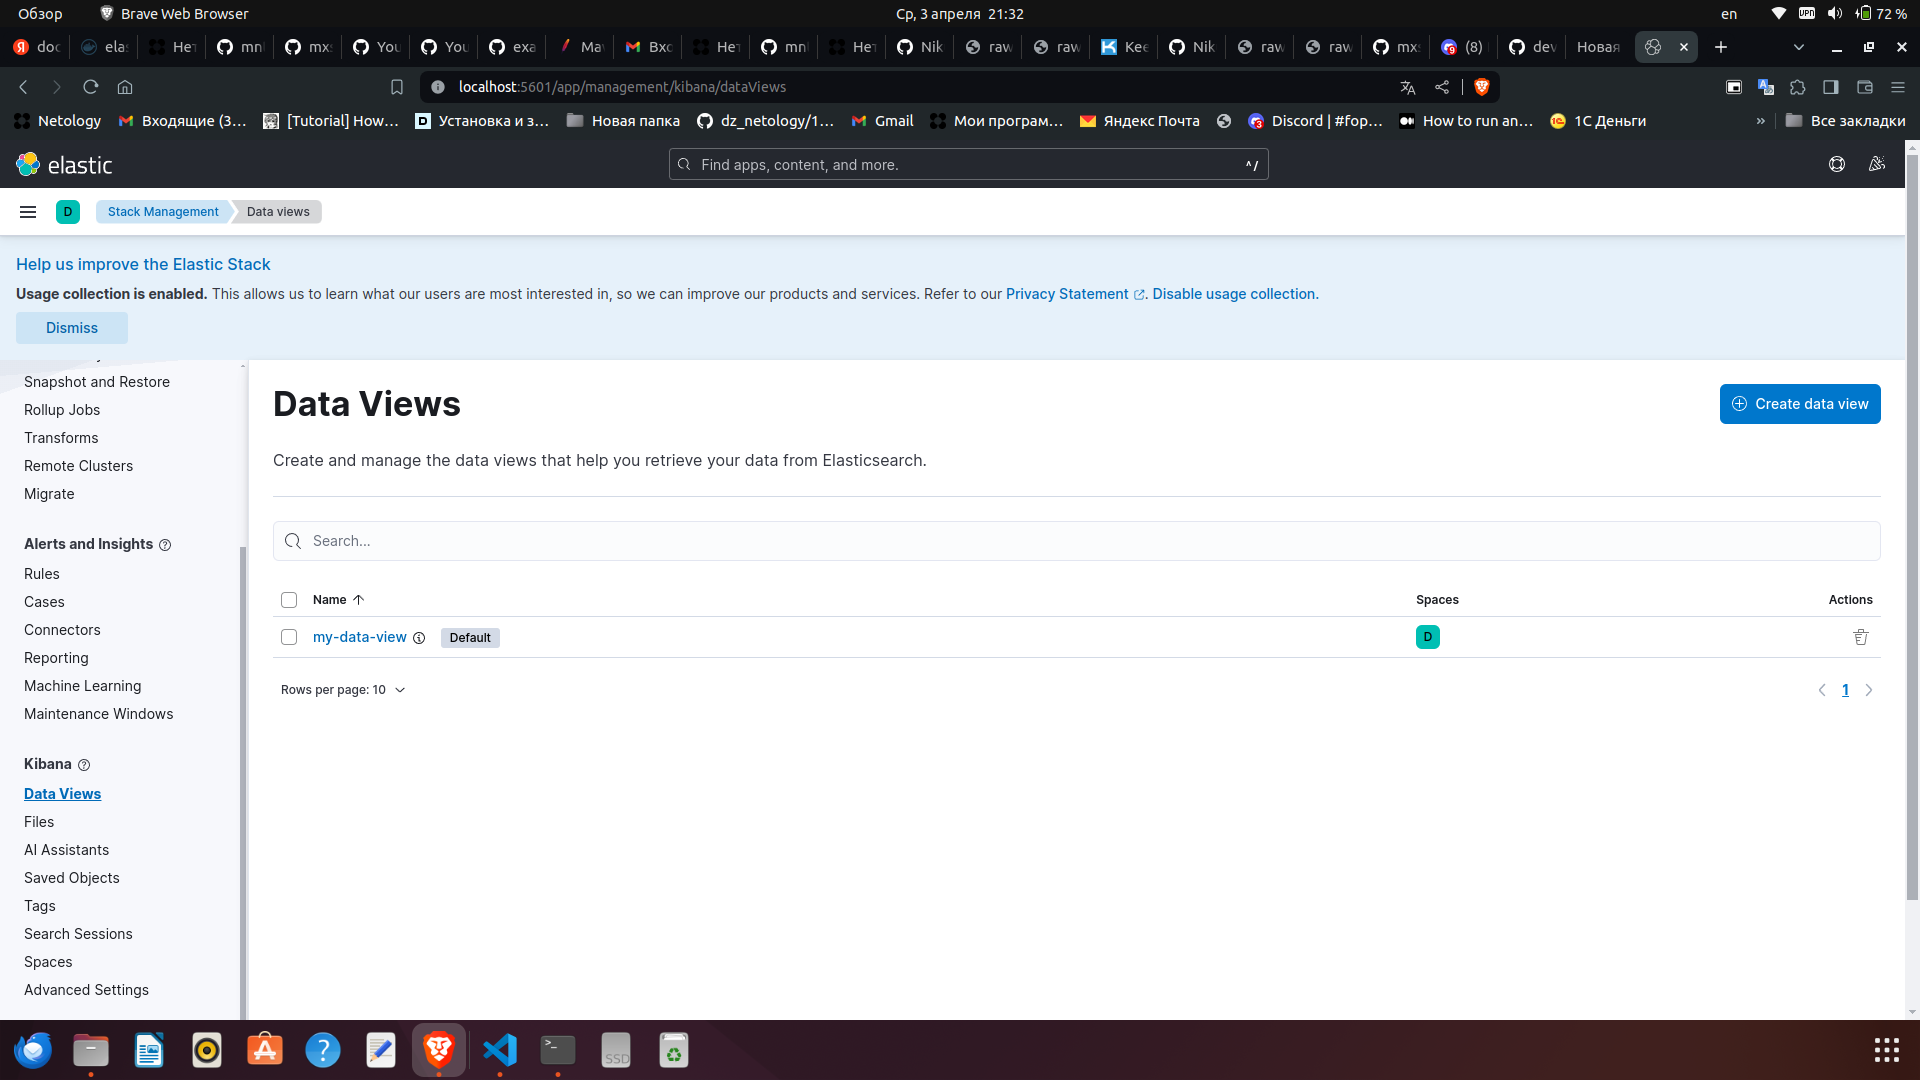 Обзор
Brave Web Browser
Ср, 3 апреля 21:32
en
72 %
doc
elas
Нет
mnl
mxs
You
You
exa
Mav
Вхо
Нет
mnl
Нет
Nik
raw
raw
Kee
Nik
raw
raw
mxs
(8)
dev
Новая
localhost:5601/app/management/kibana/dataViews
Netology
Входящие (3…
[Tutorial] How…
Установка и з…
Новая папка
dz_netology/1…
Gmail
Мои програм…
Яндекс Почта
Discord | #fop…
How to run an…
1С Деньги
»
Все закладки
elastic
Find apps, content, and more.
^/
D
Stack Management
Data views
Help us improve the Elastic Stack
Usage collection is enabled. This allows us to learn what our users are most interested in, so we can improve our products and services. Refer to our Privacy Statement. Disable usage collection.
Dismiss
Snapshot and Restore
Rollup Jobs
Transforms
Remote Clusters
Migrate
Alerts and Insights
Rules
Cases
Connectors
Reporting
Machine Learning
Maintenance Windows
Kibana
Data Views
Files
AI Assistants
Saved Objects
Tags
Search Sessions
Spaces
Advanced Settings
Data Views
Create data view
Create and manage the data views that help you retrieve your data from Elasticsearch.
Search...
Name
Spaces
Actions
my-data-view
Default
D
Rows per page: 10
1
SSD